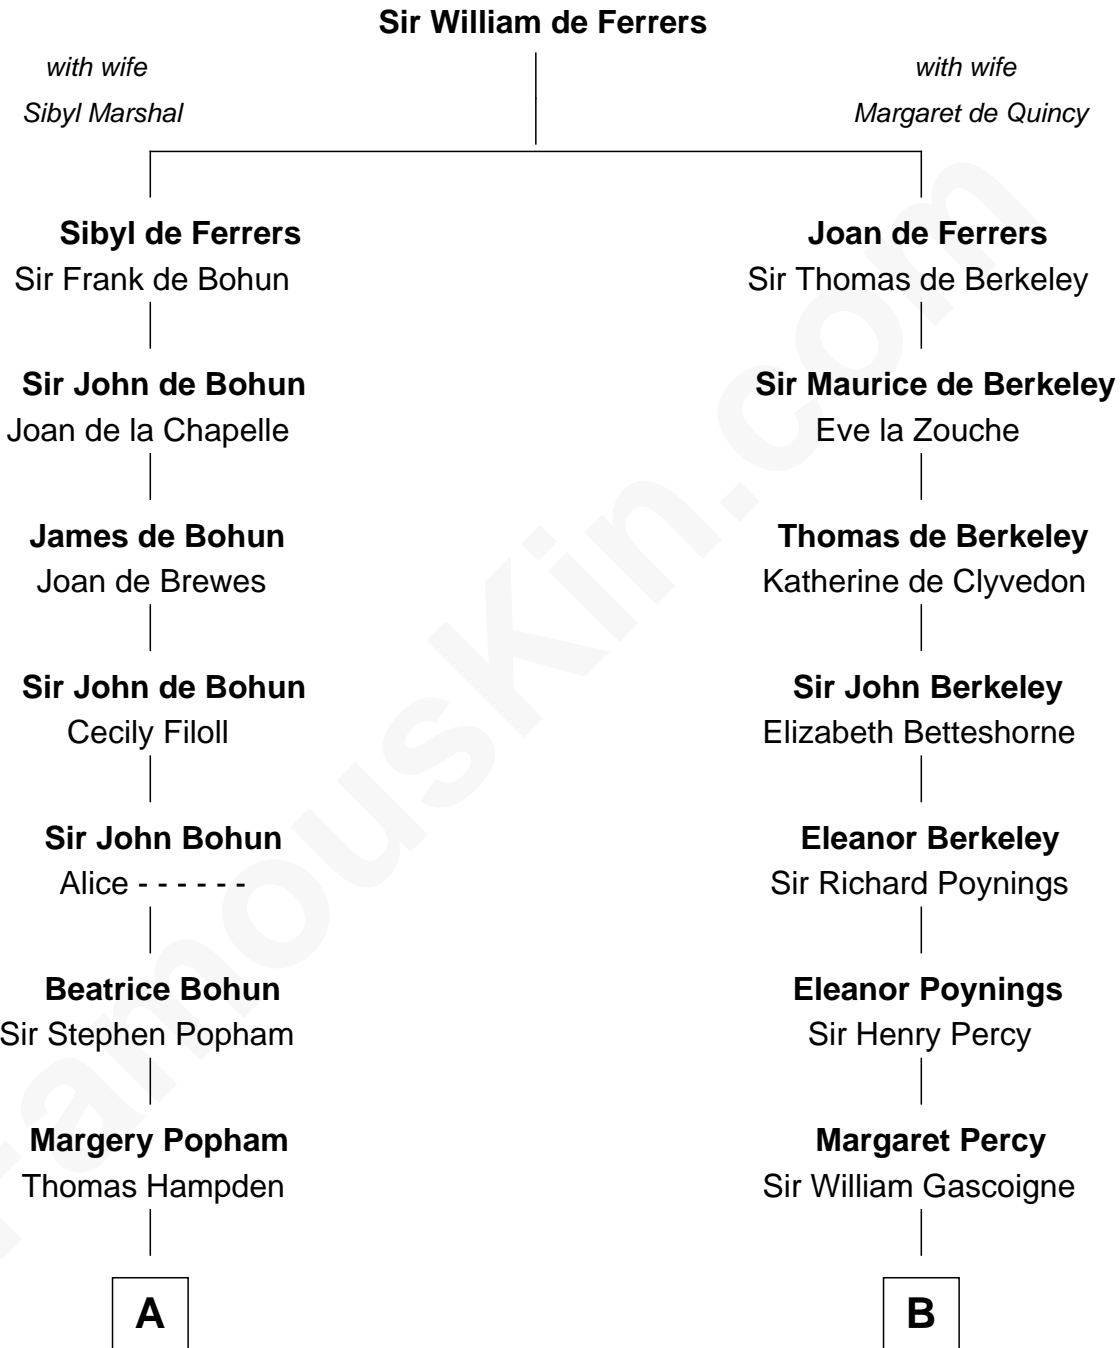 Sir William de Ferrers
with wife
Sibyl Marshal
with wife
Margaret de Quincy
Sibyl de Ferrers
Sir Frank de Bohun
Joan de Ferrers
Sir Thomas de Berkeley
Sir John de Bohun
Joan de la Chapelle
Sir Maurice de Berkeley
Eve la Zouche
James de Bohun
Joan de Brewes
Thomas de Berkeley
Katherine de Clyvedon
Sir John de Bohun
Cecily Filoll
Sir John Berkeley
Elizabeth Betteshorne
Sir John Bohun
Alice - - - - - -
Eleanor Berkeley
Sir Richard Poynings
Beatrice Bohun
Sir Stephen Popham
Eleanor Poynings
Sir Henry Percy
Margery Popham
Thomas Hampden
Margaret Percy
Sir William Gascoigne
A
B
FamousKin.com